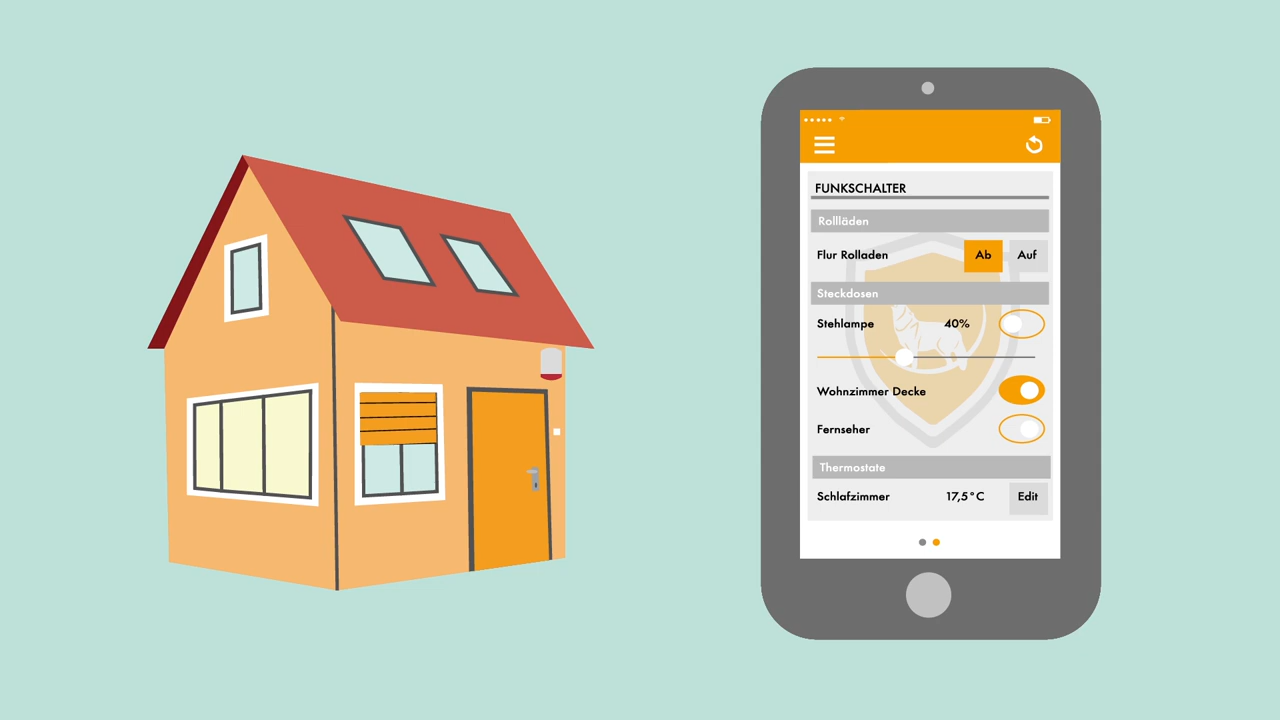 FUNKSCHALTER
Rollläden
Flur Rolladen Ab Auf
Steckdosen
Stehlampe 40%
Wohnzimmer Decke
Fernseher
Thermostate
Schlafzimmer 17,5°C Edit